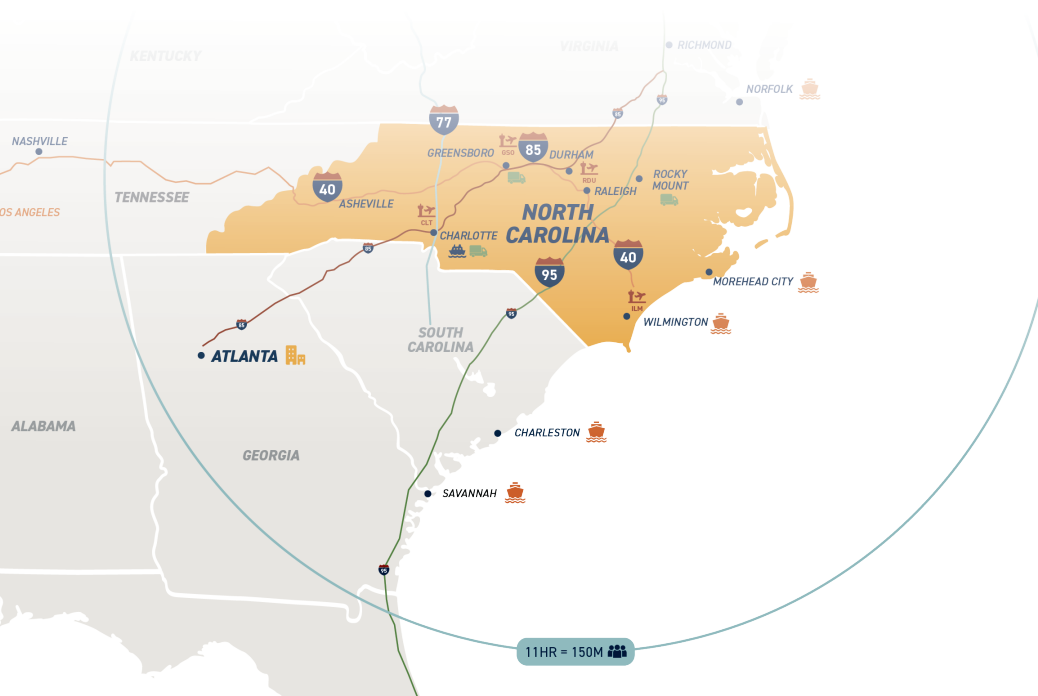 VIRGINIA
RICHMOND
KENTUCKY
NORFOLK
95
85
77
NASHVILLE
GREENSBORO
GSO
85
DURHAM
RDU
ROCKY
MOUNT
40
ASHEVILLE
RALEIGH
TENNESSEE
OS ANGELES
CLT
NORTH
CAROLINA
CHARLOTTE
85
40
95
MOREHEAD CITY
ILM
95
85
WILMINGTON
SOUTH
CAROLINA
ATLANTA
ALABAMA
CHARLESTON
GEORGIA
SAVANNAH
95
11HR = 150M